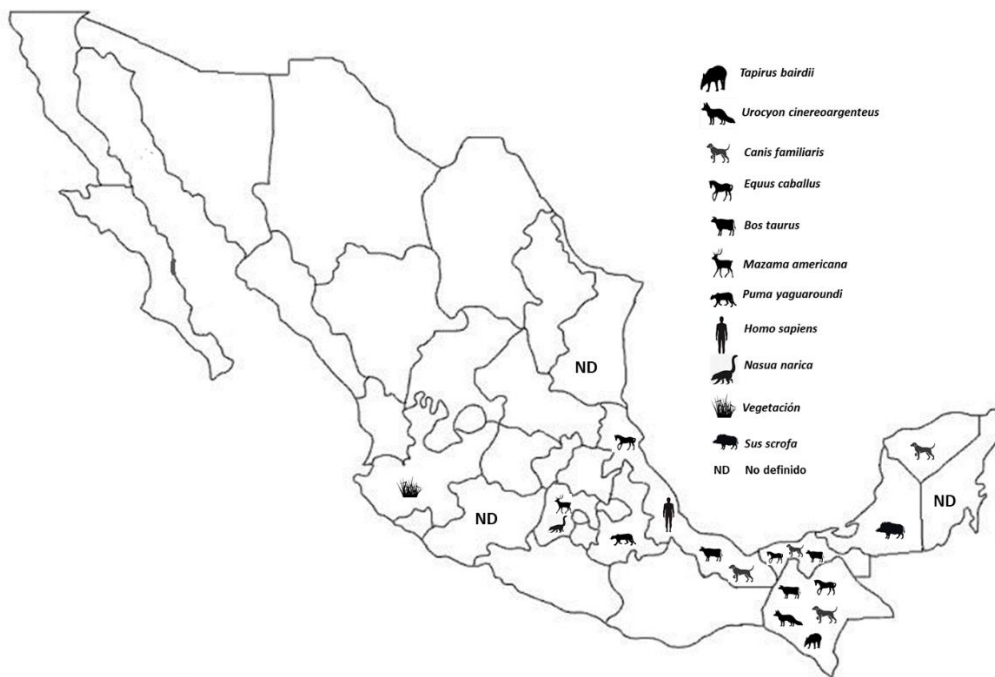 Tapirus bairdii
Urocyon cinereoargenteus
Canis familiaris
Equus caballus
Bos taurus
Mazama americana
Puma yaguaroundi
Homo sapiens
Nasua narica
Vegetación
Sus scrofa
ND No definido
ND
ND
ND